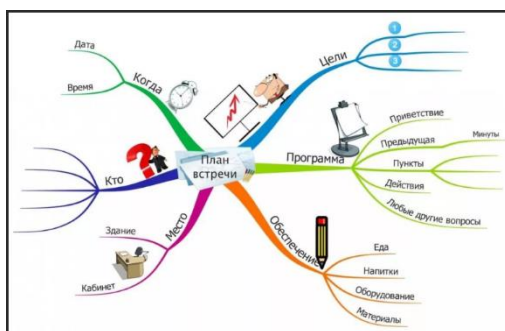 План
встречи
Цели
1
2
3
Программа
Приветствие
Предыдущая
Минуты
Пункты
Действия
Любые другие вопросы
Обеспечение
Еда
Напитки
Оборудование
Материалы
Место
Здание
Кабинет
Кто
Когда
Дата
Время